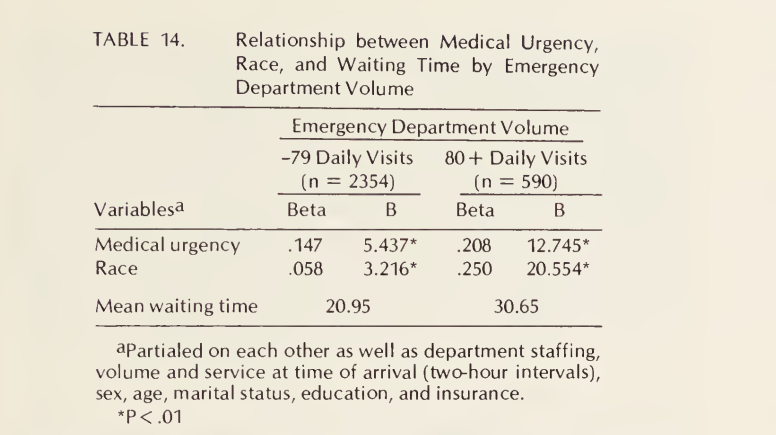 TABLE 14. Relationship between Medical Urgency,
Race, and Waiting Time by Emergency
Department Volume
Emergency Department Volume
–79 Daily Visits 80+ Daily Visits
(n = 2354) (n = 590)
Variablesa Beta B Beta B
Medical urgency .147 5.437* .208 12.745*
Race .058 3.216* .250 20.554*
Mean waiting time 20.95 30.65
aPartialed on each other as well as department staffing,
volume and service at time of arrival (two-hour intervals),
sex, age, marital status, education, and insurance.
*P< .01